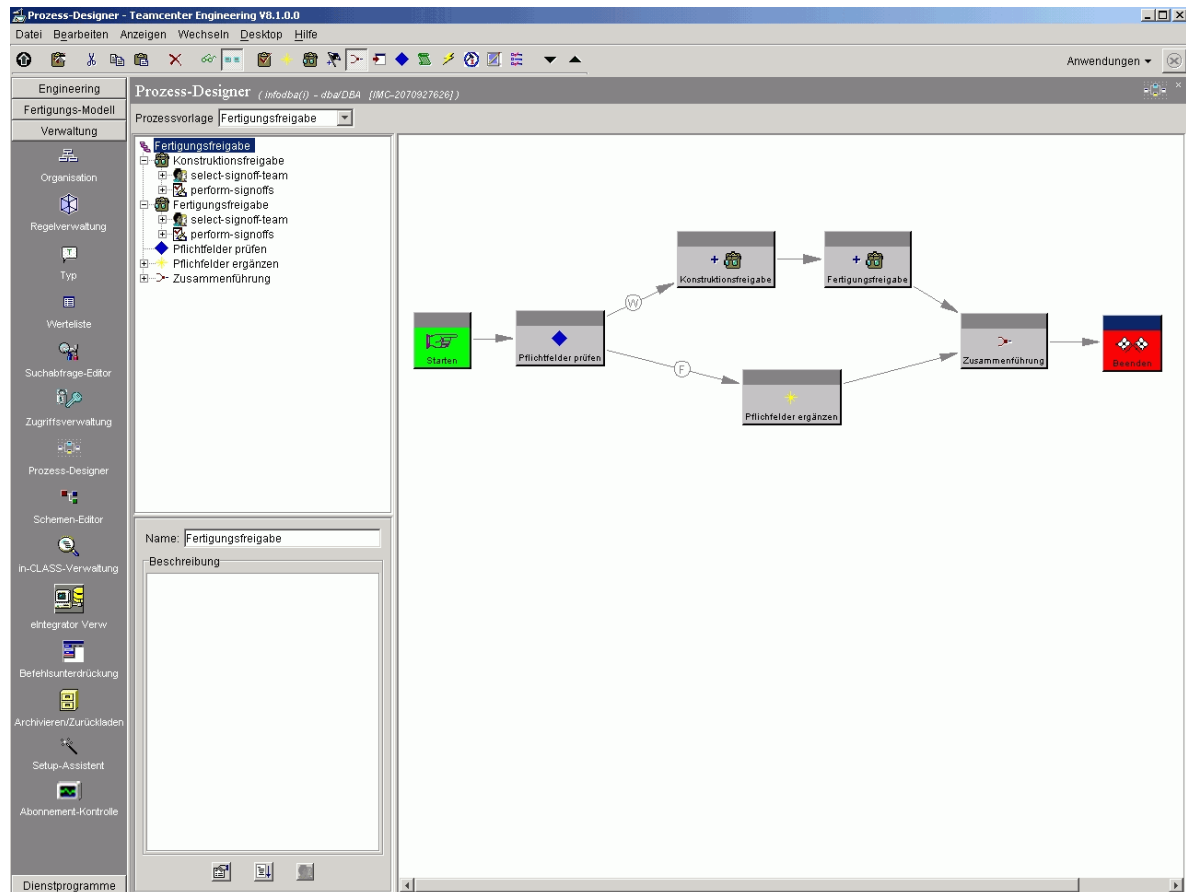 Prozess-Designer - Teamcenter Engineering V8.1.0.0
Datei Bearbeiten Anzeigen Wechseln Desktop Hilfe
Anwendungen
Engineering
Fertigungs-Modell
Verwaltung
Organisation
Regelverwaltung
Typ
Werteliste
Suchabfrage-Editor
Zugriffsverwaltung
Prozess-Designer
Schemen-Editor
in-CLASS-Verwaltung
eIntegrator Verw
Befehlsunterdrückung
Archivieren/Zurückladen
Setup-Assistent
Abonnement-Kontrolle
Dienstprogramme
Prozess-Designer ( infodba(i) - dba/DBA [IMC-2070927626] )
Prozessvorlage Fertigungsfreigabe
Fertigungsfreigabe
Konstruktionsfreigabe
select-signoff-team
perform-signoffs
Fertigungsfreigabe
select-signoff-team
perform-signoffs
Pflichtfelder prüfen
Pflichfelder ergänzen
Zusammenführung
Name: Fertigungsfreigabe
Beschreibung
Starten
Pflichtfelder prüfen
W
F
Konstruktionsfreigabe
Fertigungsfreigabe
Pflichfelder ergänzen
Zusammenführung
Beenden